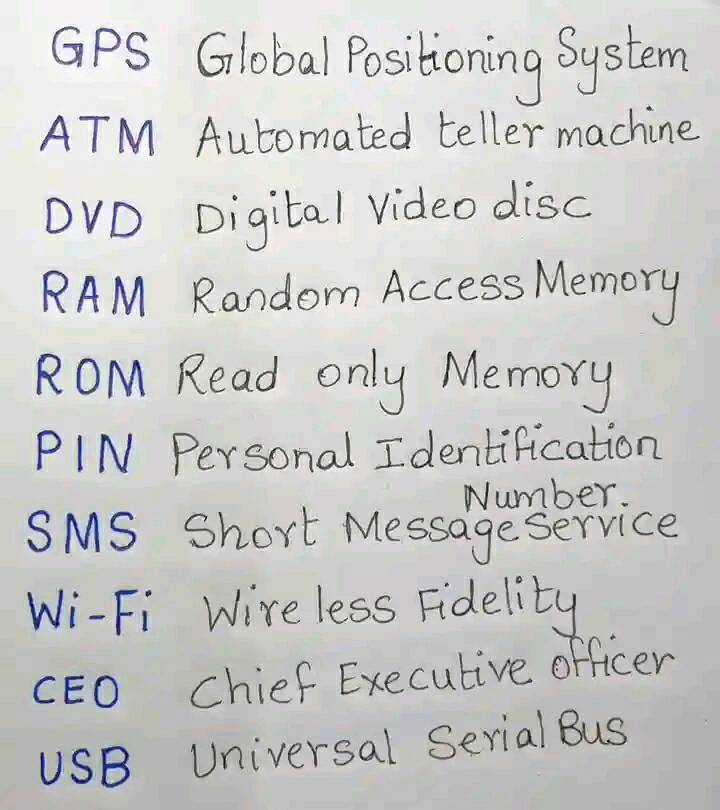 GPS Global Positioning System
ATM Automated teller machine
DVD Digital Video disc
RAM Random Access Memory
ROM Read only Memory
PIN Personal Identification
Number.
SMS Short Message Service
Wi-Fi Wireless Fidelity
CEO Chief Executive officer
USB Universal Serial Bus